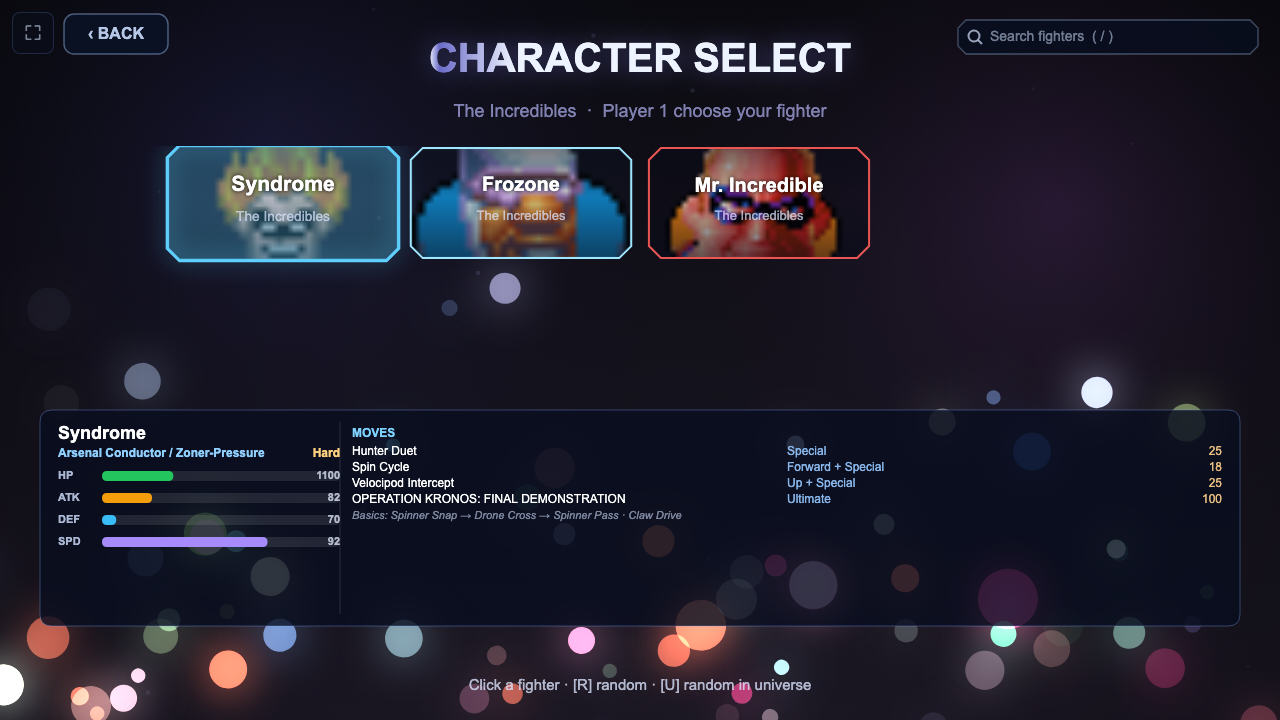 ‹ BACK
CHARACTER SELECT
Search fighters ( / )
The Incredibles · Player 1 choose your fighter
Syndrome
The Incredibles
Frozone
The Incredibles
Mr. Incredible
The Incredibles
Syndrome
Arsenal Conductor / Zoner-Pressure Hard
HP 1100
ATK 82
DEF 70
SPD 92
MOVES
Hunter Duet Special 25
Spin Cycle Forward + Special 18
Velocipod Intercept Up + Special 25
OPERATION KRONOS: FINAL DEMONSTRATION Ultimate 100
Basics: Spinner Snap → Drone Cross → Spinner Pass · Claw Drive
Click a fighter · [R] random · [U] random in universe